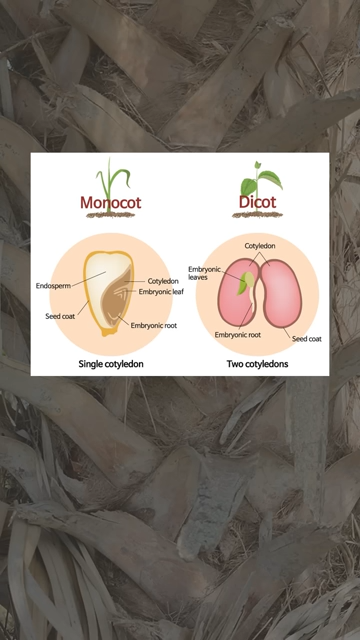 Monocot
Dicot
Endosperm
Seed coat
Cotyledon
Embryonic leaf
Embryonic root
Single cotyledon
Cotyledon
Embryonic
leaves
Embryonic root
Seed coat
Two cotyledons